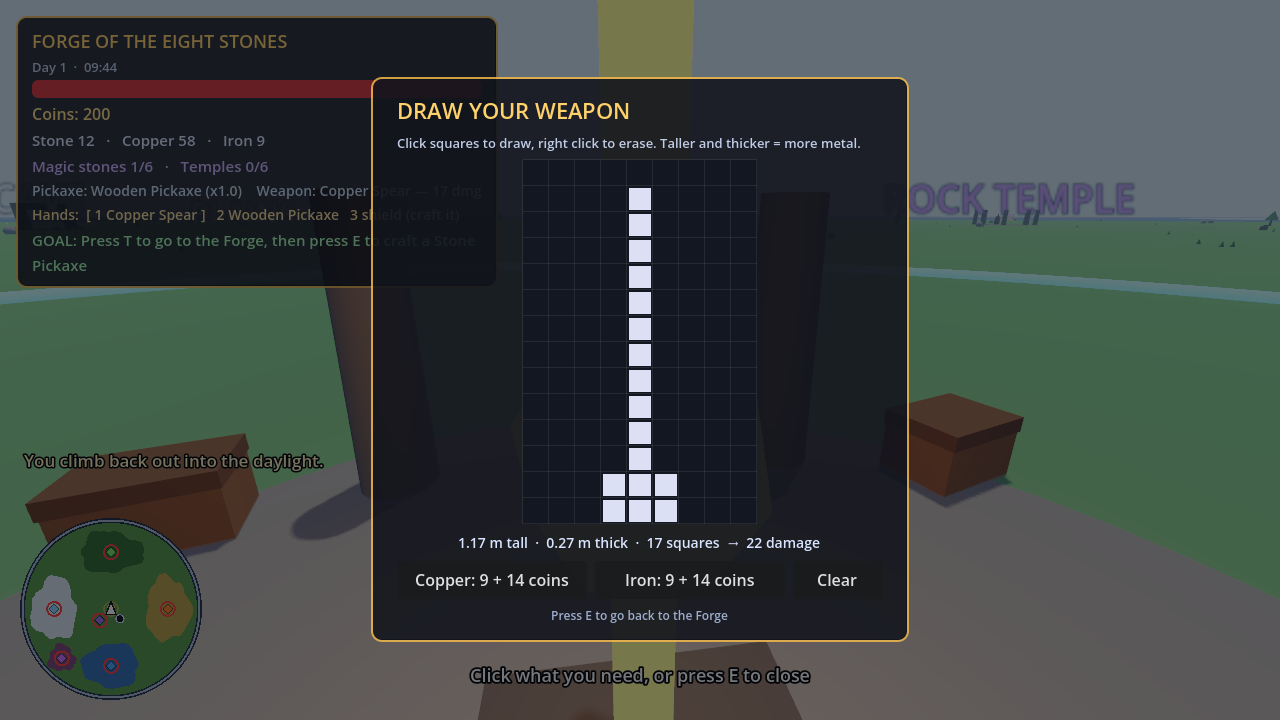 FORGE OF THE EIGHT STONES
Day 1 · 09:44
Coins: 200
Stone 12 · Copper 58 · Iron 9
Magic stones 1/6 · Temples 0/6
Pickaxe: Wooden Pickaxe (x1.0) Weapon: Copper Spear — 17 dmg
Hands: [ 1 Copper Spear ] 2 Wooden Pickaxe 3 shield (craft it)
GOAL: Press T to go to the Forge, then press E to craft a Stone
Pickaxe
DRAW YOUR WEAPON
Click squares to draw, right click to erase. Taller and thicker = more metal.
1.17 m tall · 0.27 m thick · 17 squares → 22 damage
Copper: 9 + 14 coins Iron: 9 + 14 coins Clear
Press E to go back to the Forge
ROCK TEMPLE
You climb back out into the daylight.
Click what you need, or press E to close